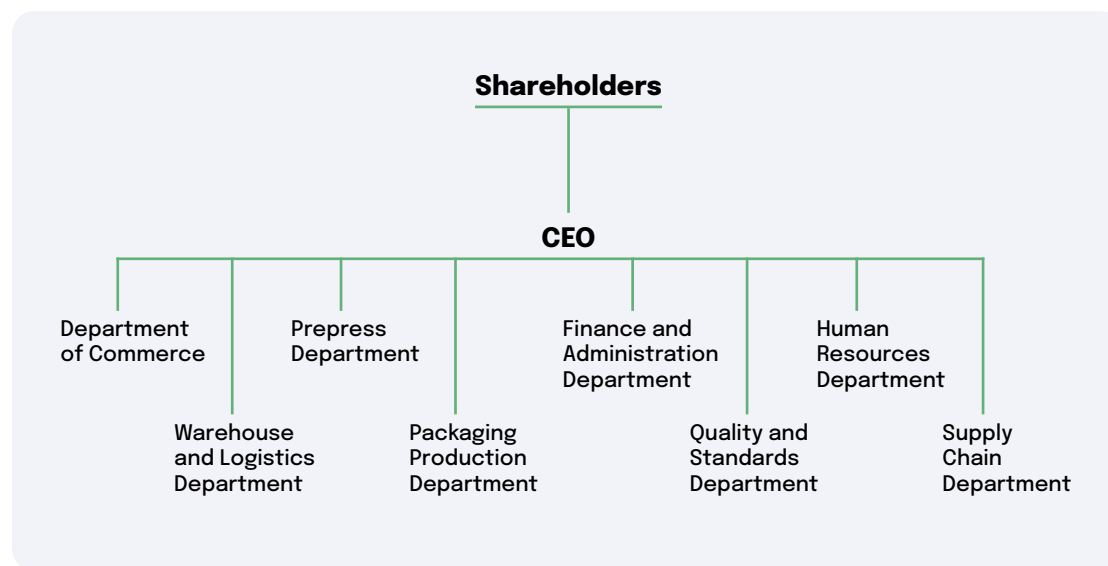 Shareholders
CEO
Department
of Commerce
Prepress
Department
Finance and
Administration
Department
Human
Resources
Department
Warehouse
and Logistics
Department
Packaging
Production
Department
Quality and
Standards
Department
Supply
Chain
Department